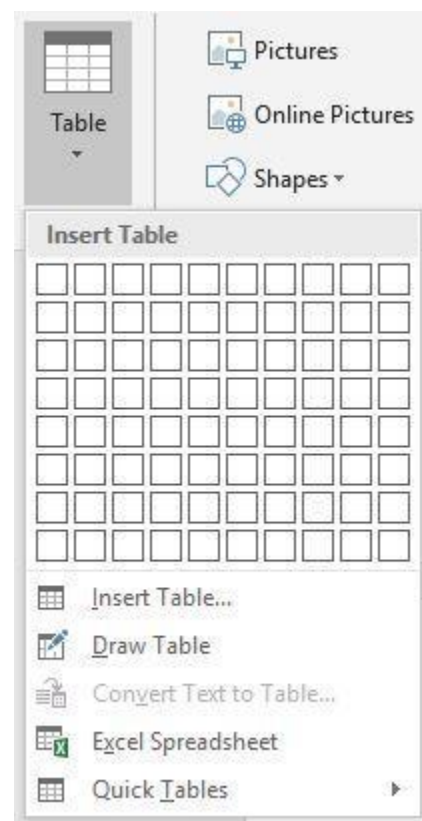 Table
Pictures
Online Pictures
Shapes
Insert Table
Insert Table...
Draw Table
Convert Text to Table...
Excel Spreadsheet
Quick Tables